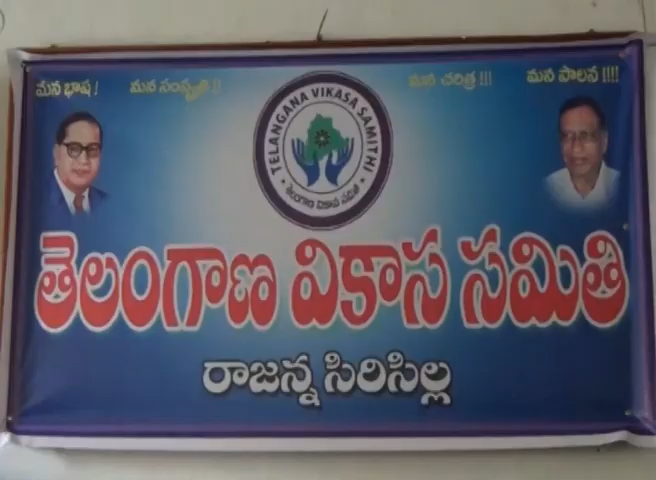 మన భాష ! మన సంస్కృతి !! మన చరిత్ర !!! మన పాలన !!!!
TELANGANA VIKASA SAMITHI
తెలంగాణ వికాస సమితి
తెలంగాణ వికాస సమితి
రాజన్న సిరిసిల్ల